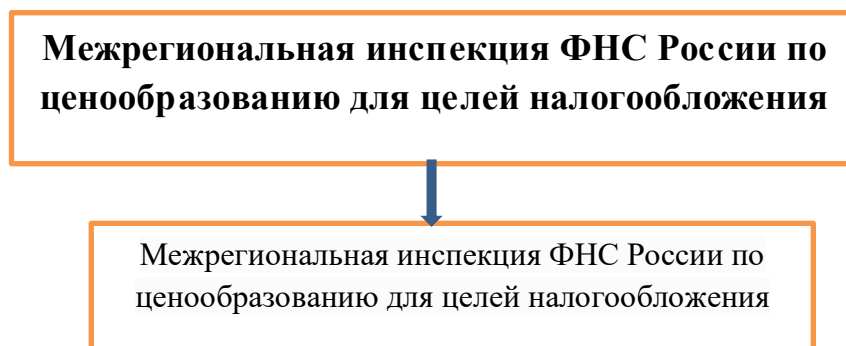 Межрегиональная инспекция ФНС России по
ценообразованию для целей налогообложения
Межрегиональная инспекция ФНС России по
ценообразованию для целей налогообложения